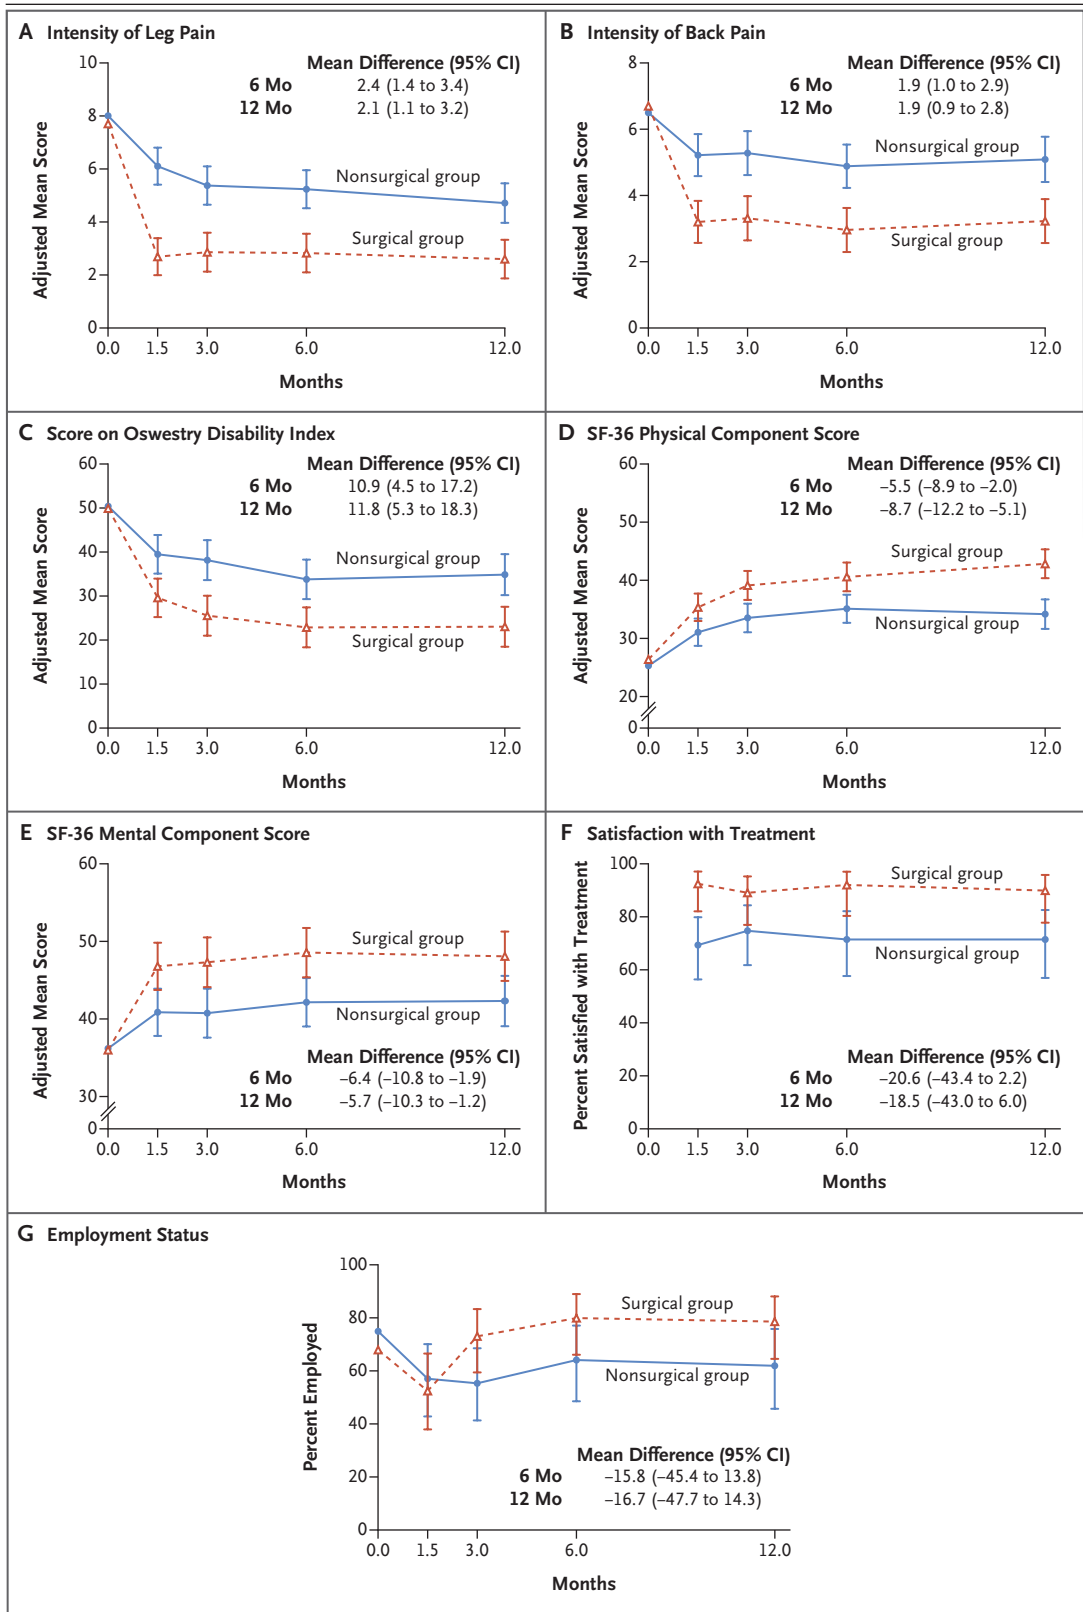 A Intensity of Leg Pain
Mean Difference (95% CI)
6 Mo 2.4 (1.4 to 3.4)
12 Mo 2.1 (1.1 to 3.2)
10
8
6
4
2
0
Adjusted Mean Score
Nonsurgical group
Surgical group
0.0 1.5 3.0 6.0 12.0
Months
B Intensity of Back Pain
Mean Difference (95% CI)
6 Mo 1.9 (1.0 to 2.9)
12 Mo 1.9 (0.9 to 2.8)
8
6
4
2
0
Adjusted Mean Score
Nonsurgical group
Surgical group
0.0 1.5 3.0 6.0 12.0
Months
C Score on Oswestry Disability Index
Mean Difference (95% CI)
6 Mo 10.9 (4.5 to 17.2)
12 Mo 11.8 (5.3 to 18.3)
60
50
40
30
20
10
0
Adjusted Mean Score
Nonsurgical group
Surgical group
0.0 1.5 3.0 6.0 12.0
Months
D SF-36 Physical Component Score
Mean Difference (95% CI)
6 Mo –5.5 (–8.9 to –2.0)
12 Mo –8.7 (–12.2 to –5.1)
60
50
40
30
20
0
Adjusted Mean Score
Surgical group
Nonsurgical group
0.0 1.5 3.0 6.0 12.0
Months
E SF-36 Mental Component Score
60
50
40
30
0
Adjusted Mean Score
Surgical group
Nonsurgical group
Mean Difference (95% CI)
6 Mo –6.4 (–10.8 to –1.9)
12 Mo –5.7 (–10.3 to –1.2)
0.0 1.5 3.0 6.0 12.0
Months
F Satisfaction with Treatment
100
80
60
40
20
0
Percent Satisfied with Treatment
Surgical group
Nonsurgical group
Mean Difference (95% CI)
6 Mo –20.6 (–43.4 to 2.2)
12 Mo –18.5 (–43.0 to 6.0)
0.0 1.5 3.0 6.0 12.0
Months
G Employment Status
100
80
60
40
20
0
Percent Employed
Surgical group
Nonsurgical group
Mean Difference (95% CI)
6 Mo –15.8 (–45.4 to 13.8)
12 Mo –16.7 (–47.7 to 14.3)
0.0 1.5 3.0 6.0 12.0
Months